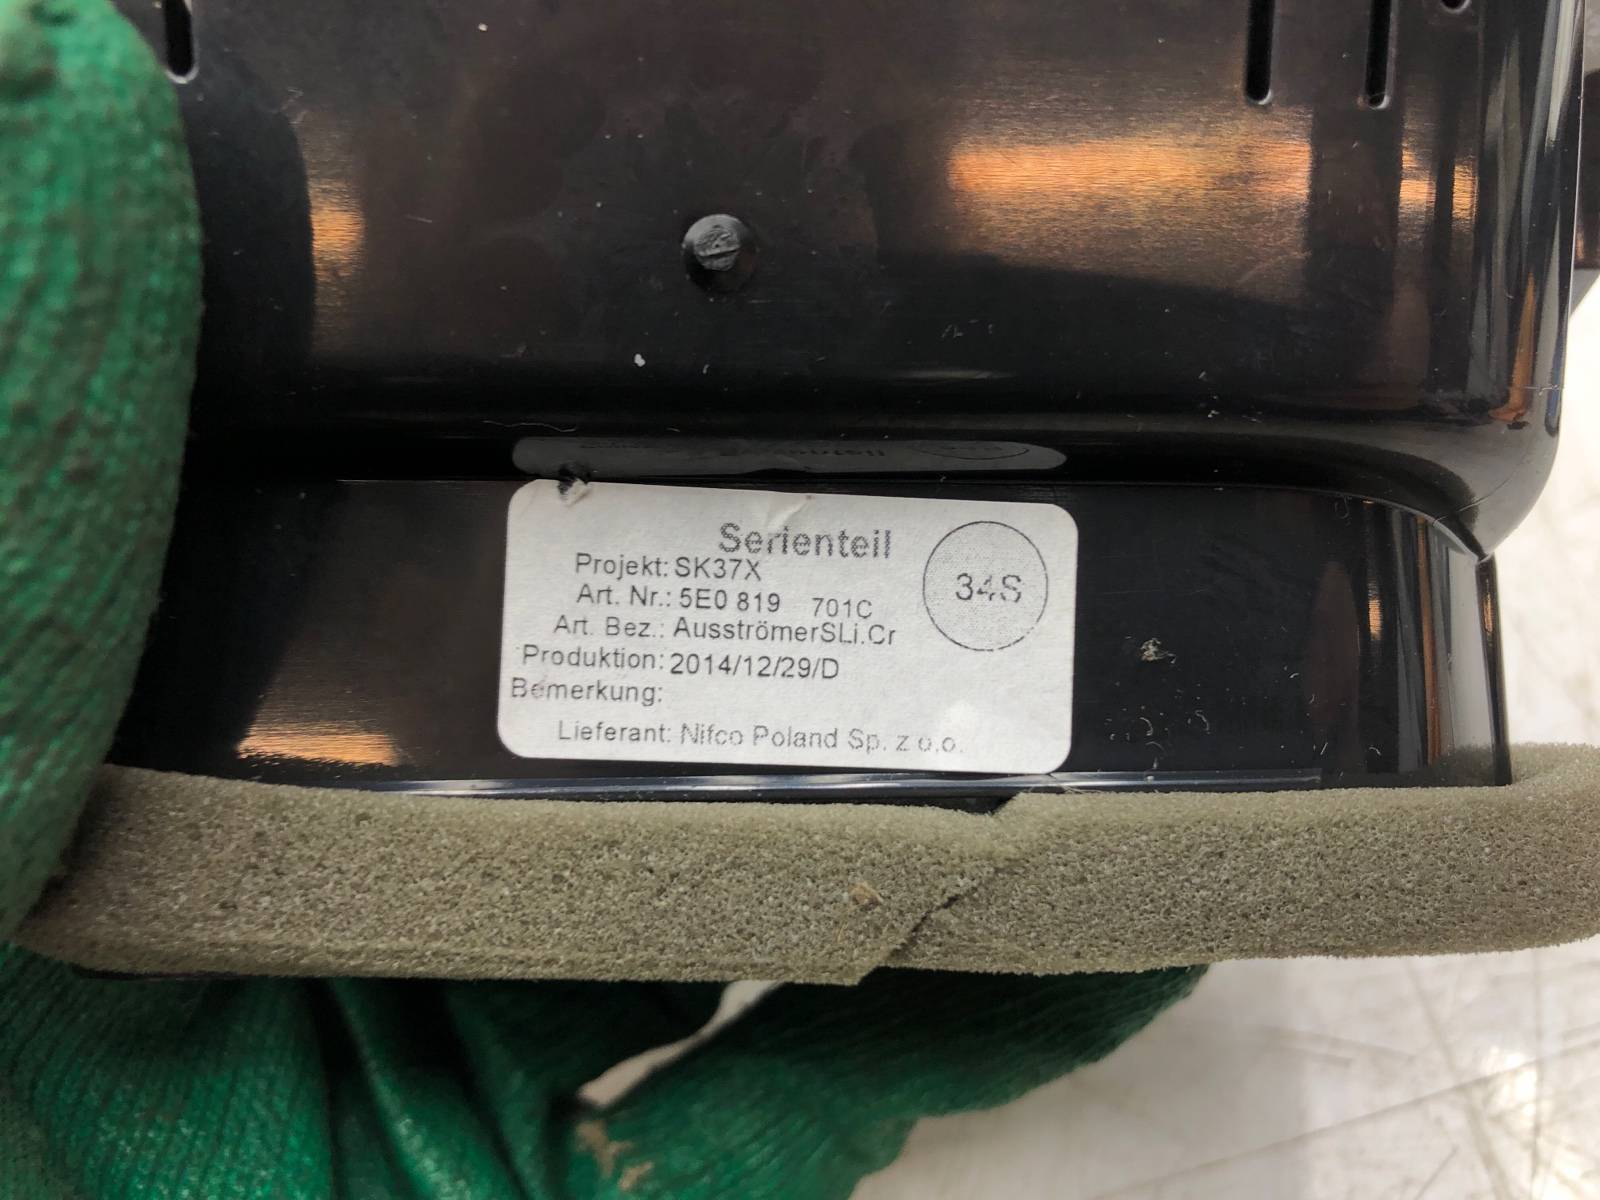 Serienteil
34S
Projekt: SK37X
Art. Nr.: 5E0 819 701C
Art. Bez.: AusströmerSLi.Cr
Produktion: 2014/12/29/D
Bemerkung:
Lieferant: Nifco Poland Sp. z o.o.